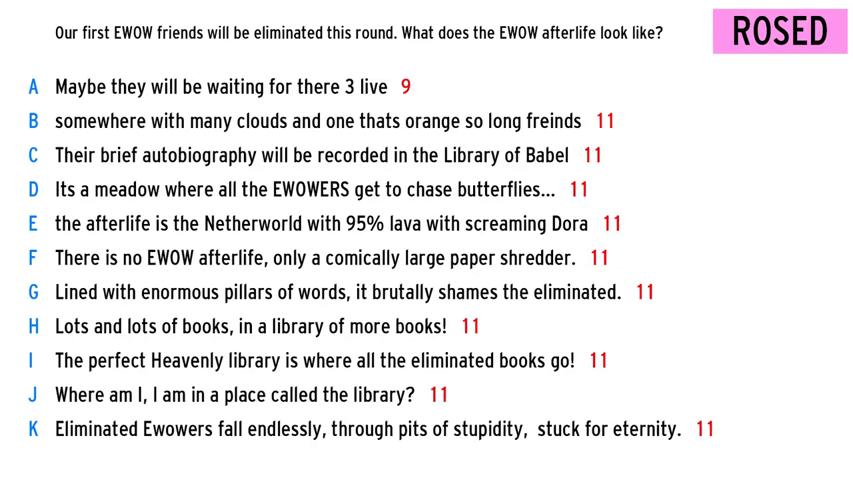 Our first EWOW friends will be eliminated this round. What does the EWOW afterlife look like?
ROSED
A Maybe they will be waiting for there 3 live 9
B somewhere with many clouds and one thats orange so long freinds 11
C Their brief autobiography will be recorded in the Library of Babel 11
D Its a meadow where all the EWOWERS get to chase butterflies... 11
E the afterlife is the Netherworld with 95% lava with screaming Dora 11
F There is no EWOW afterlife, only a comically large paper shredder. 11
G Lined with enormous pillars of words, it brutally shames the eliminated. 11
H Lots and lots of books, in a library of more books! 11
I The perfect Heavenly library is where all the eliminated books go! 11
J Where am I, I am in a place called the library? 11
K Eliminated Ewowers fall endlessly, through pits of stupidity,  stuck for eternity. 11